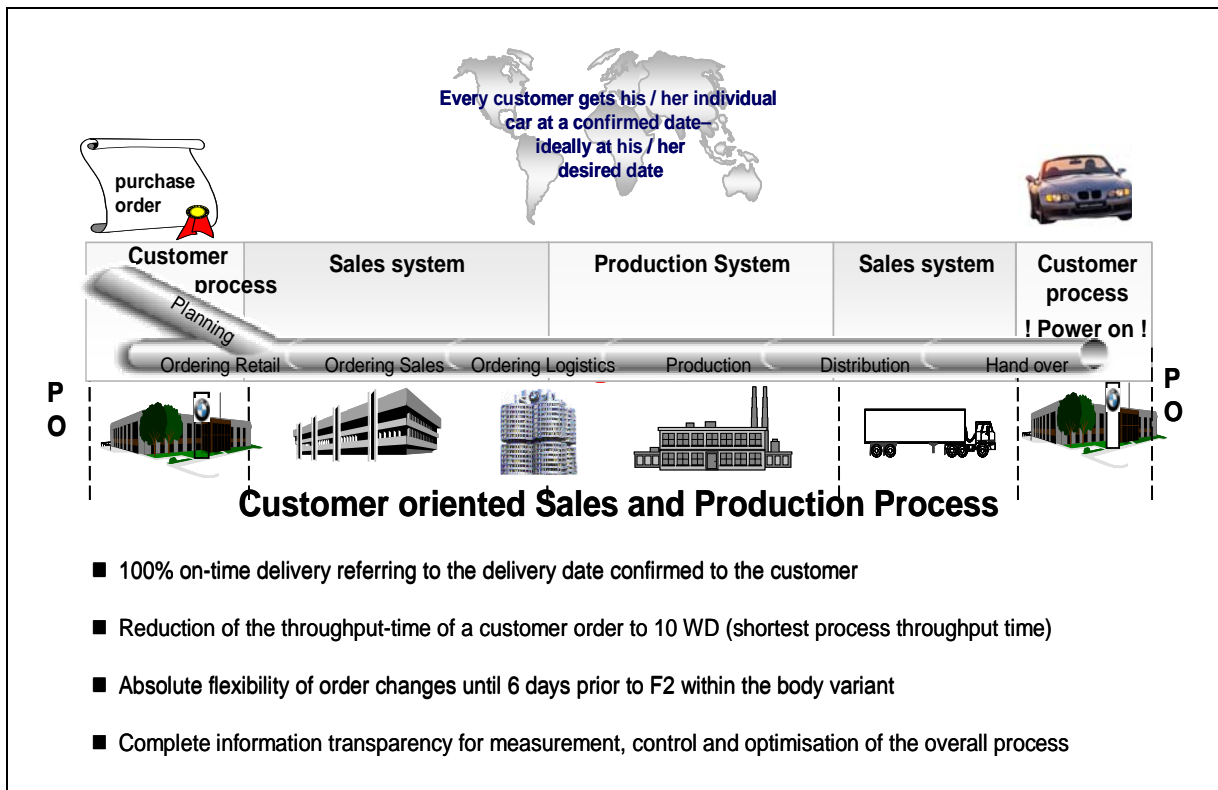 Every customer gets his / her individual
car at a confirmed date–
ideally at his / her
desired date
purchase
order
Customer
process
Sales system
Production System
Sales system
Customer
process
! Power on !
Planning
Ordering Retail
Ordering Sales
Ordering Logistics
Production
Distribution
Hand over
P
O
P
O
Customer oriented Sales and Production Process
■ 100% on-time delivery referring to the delivery date confirmed to the customer
■ Reduction of the throughput-time of a customer order to 10 WD (shortest process throughput time)
■ Absolute flexibility of order changes until 6 days prior to F2 within the body variant
■ Complete information transparency for measurement, control and optimisation of the overall process